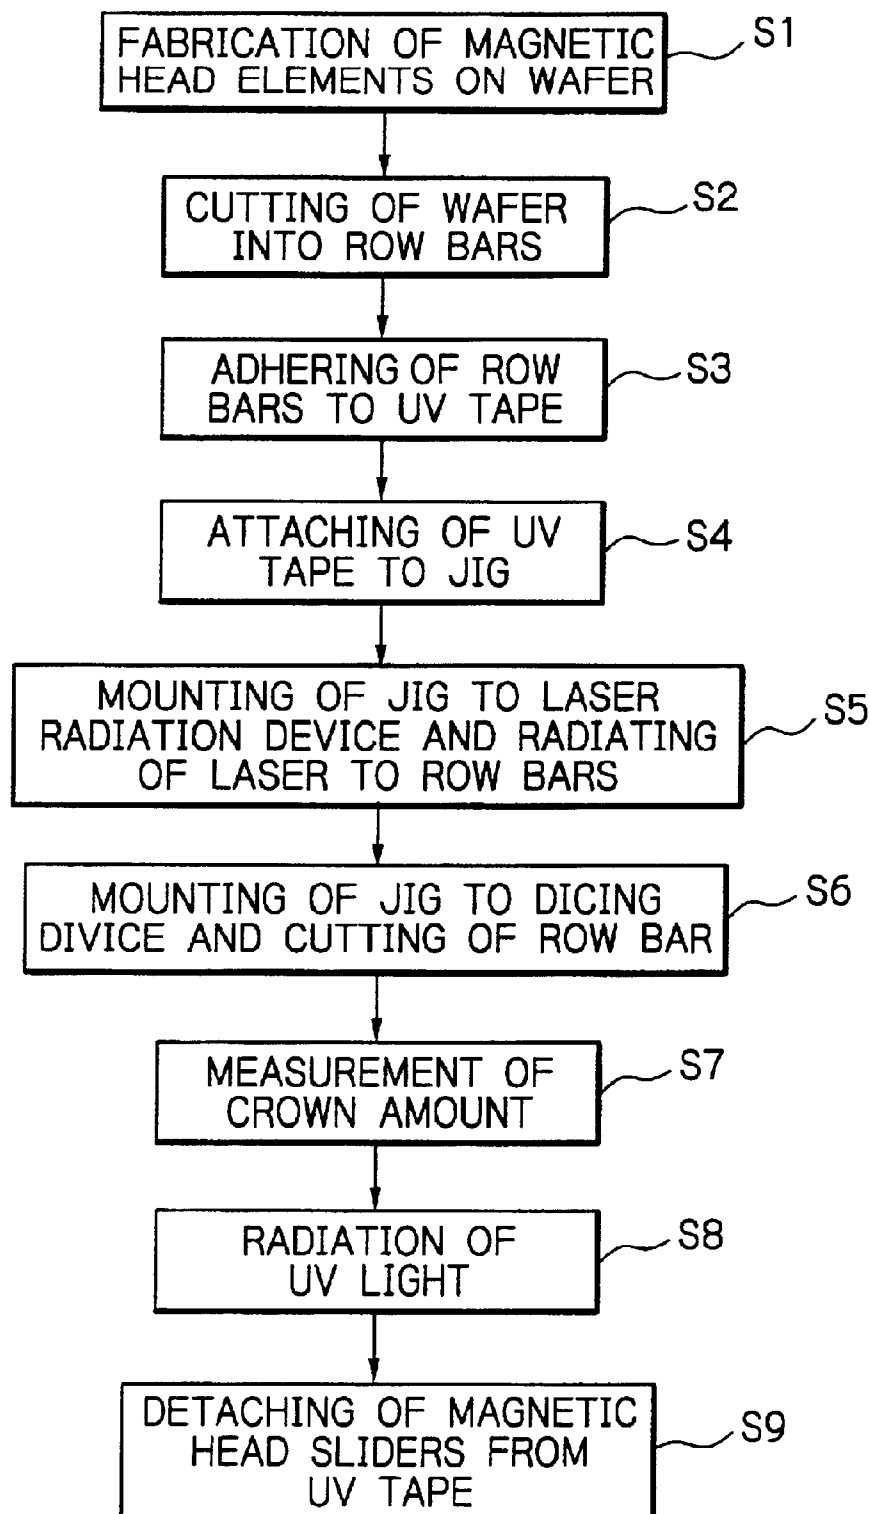 FABRICATION OF MAGNETIC
HEAD ELEMENTS ON WAFER
S1
CUTTING OF WAFER
INTO ROW BARS
S2
ADHERING OF ROW
BARS TO UV TAPE
S3
ATTACHING OF UV
TAPE TO JIG
S4
MOUNTING OF JIG TO LASER
RADIATION DEVICE AND RADIATING
OF LASER TO ROW BARS
S5
MOUNTING OF JIG TO DICING
DIVICE AND CUTTING OF ROW BAR
S6
MEASUREMENT OF
CROWN AMOUNT
S7
RADIATION OF
UV LIGHT
S8
DETACHING OF MAGNETIC
HEAD SLIDERS FROM
UV TAPE
S9